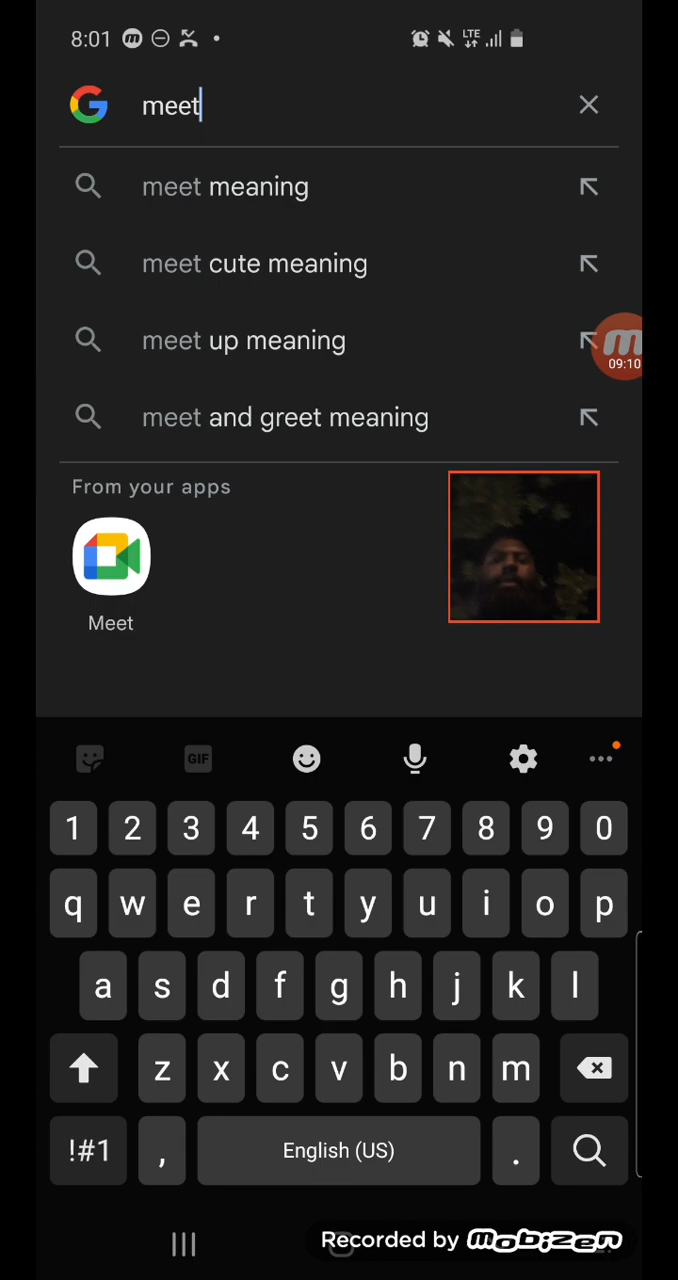 8:01 m LTE
meet
meet meaning
meet cute meaning
meet up meaning
m
meet and greet meaning
09:10
From your apps
Meet
GIF
1 2 3 4 5 6 7 8 9 0
q w e r t y u i o p
a s d f g h j k l
z x c v b n m
!#1 , English (US) .
Recorded by mobizen